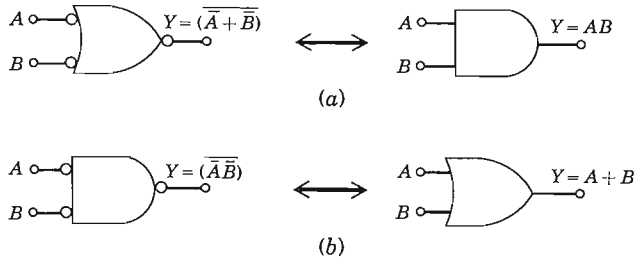 A
B
Y = \overline{(\bar{A} + \bar{B})}
A
B
Y = AB
(a)
A
B
Y = \overline{(\bar{A}\bar{B})}
A
B
Y = A + B
(b)